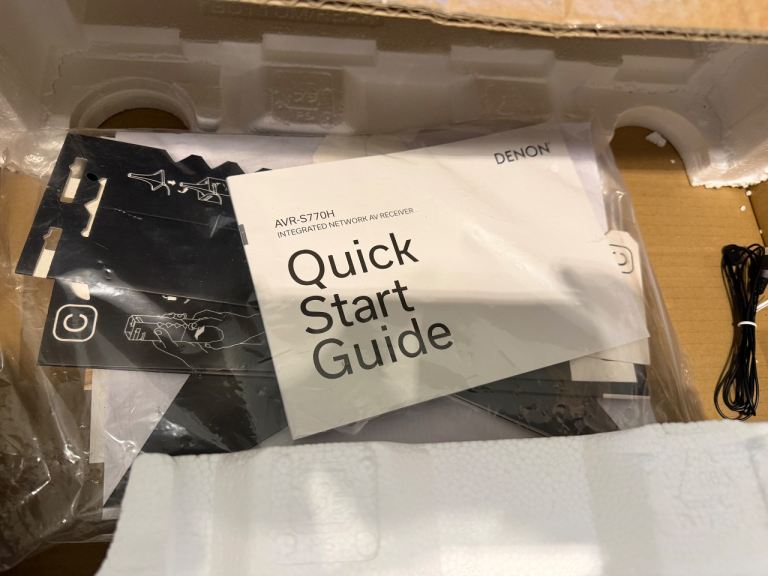 DENON
AVR-S770H
INTEGRATED NETWORK AV RECEIVER
Quick
Start
Guide
C
C